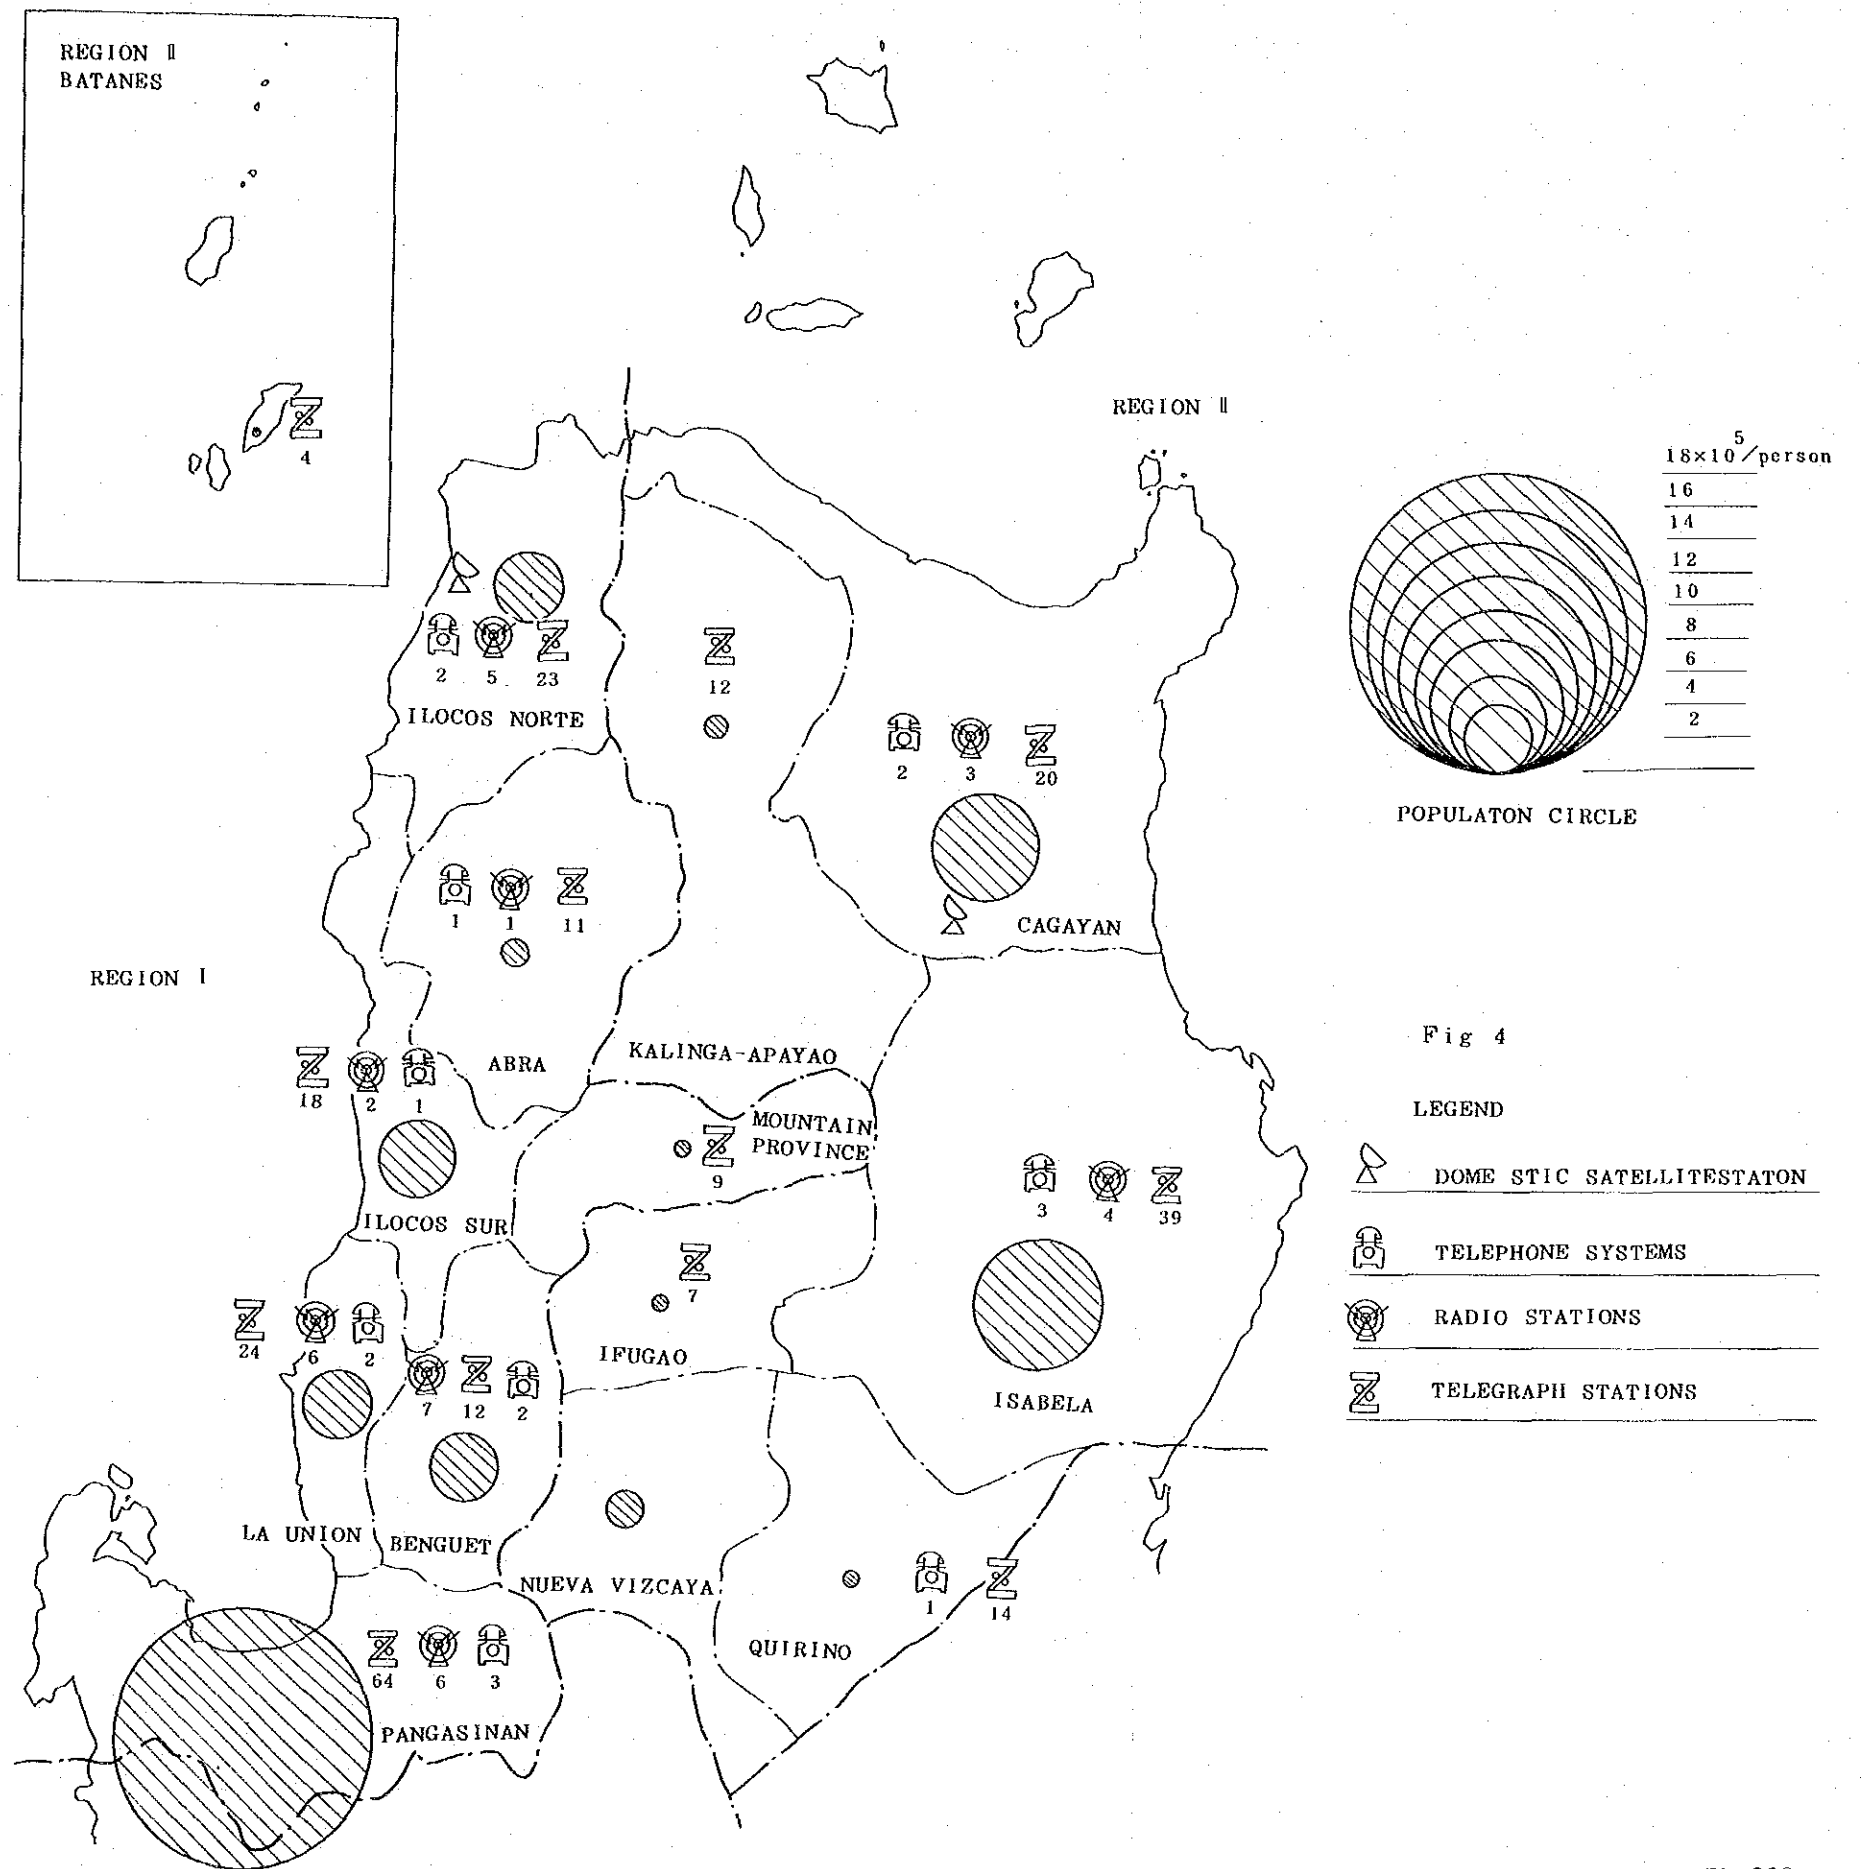 REGION Ⅱ
BATANES
4
REGION Ⅱ
18×10⁵/person
16
14
12
10
8
6
4
2
POPULATON CIRCLE
2 5 23
ILOCOS NORTE
12
2 3 20
CAGAYAN
1 1 11
ABRA
REGION Ⅰ
KALINGA-APAYAO
18 2 1
ILOCOS SUR
MOUNTAIN
PROVINCE
9
3 4 39
ISABELA
7
IFUGAO
24 6 2
LA UNION
7 12 2
BENGUET
NUEVA VIZCAYA
1 14
QUIRINO
64 6 3
PANGASINAN
Fig 4
LEGEND
DOME STIC SATELLITESTATON
TELEPHONE SYSTEMS
RADIO STATIONS
TELEGRAPH STATIONS